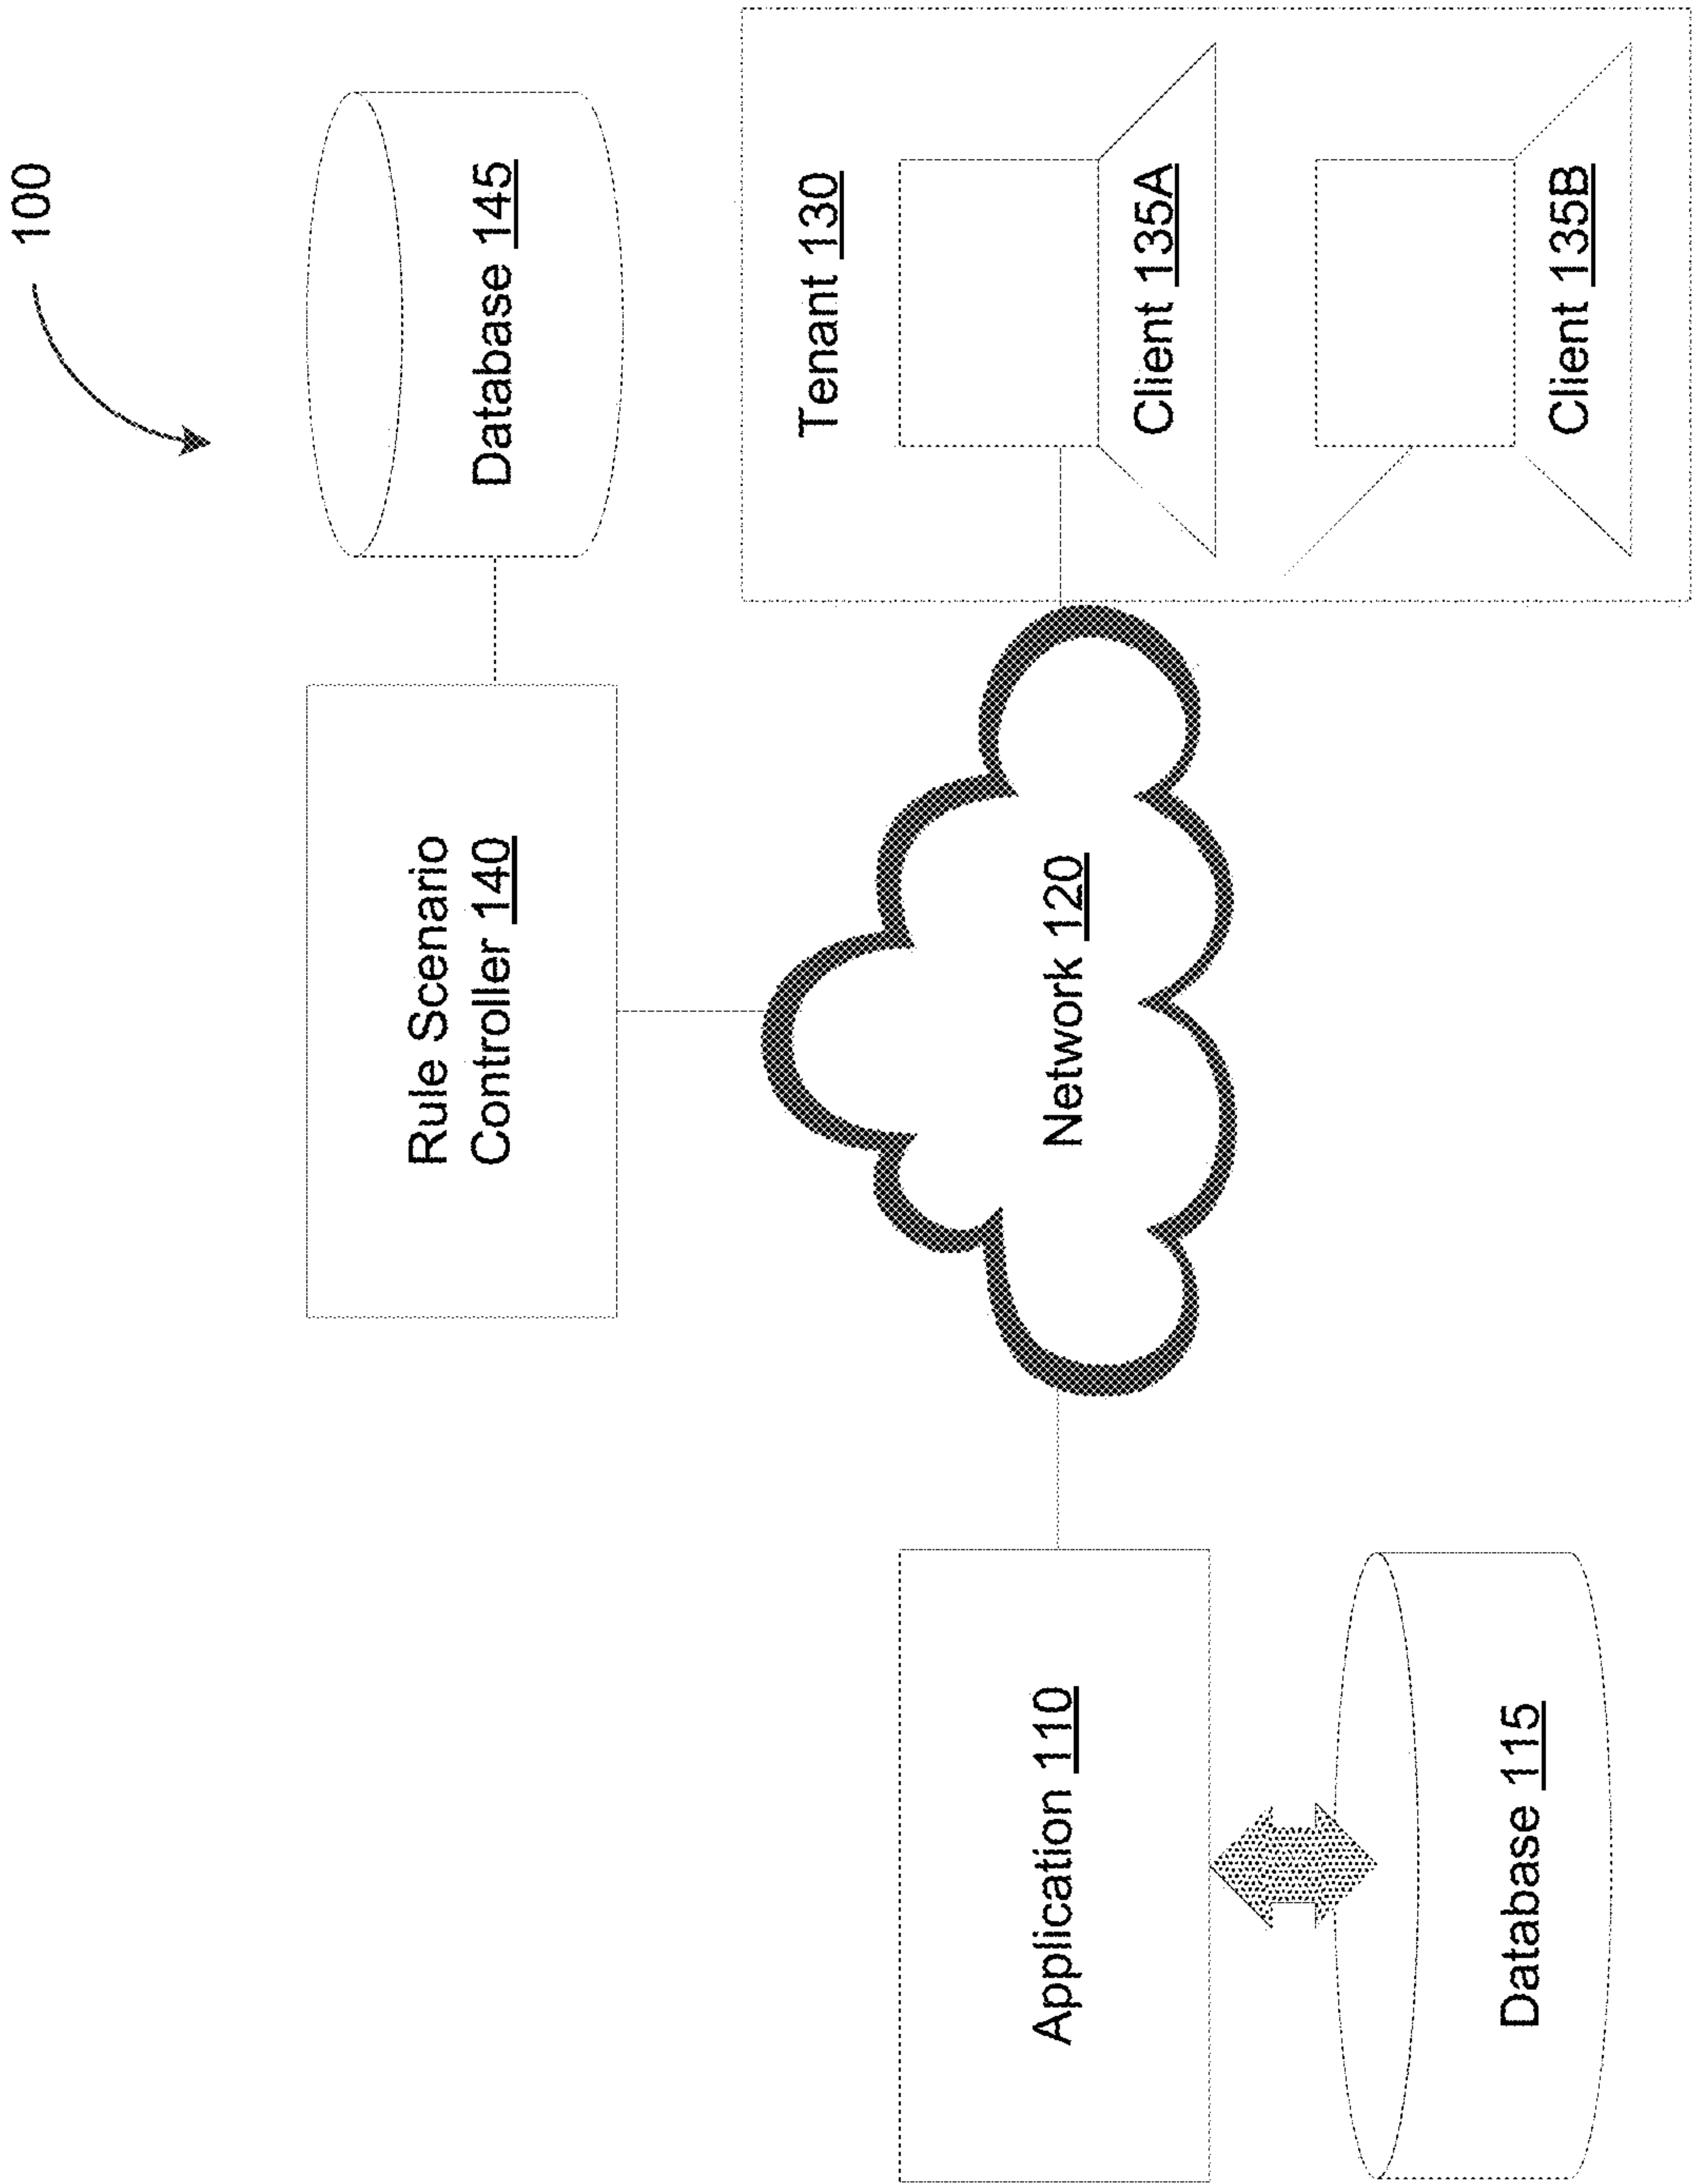 100
Rule Scenario
Controller 140
Database 145
Tenant 130
Client 135A
Client 135B
Network 120
Application 110
Database 115